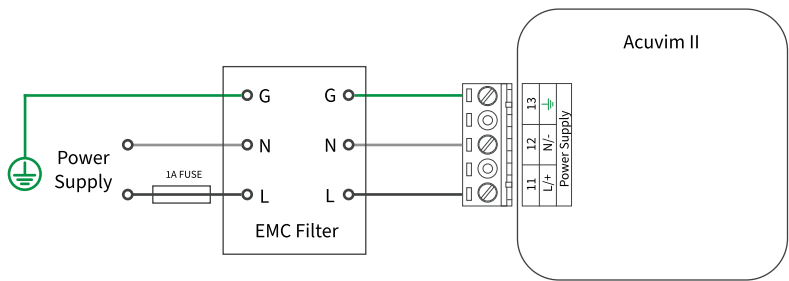 Acuvim II
G
G
13
N
N
12
N/-
Power Supply
Power
Supply
1A FUSE
11
L/+
L
L
EMC Filter